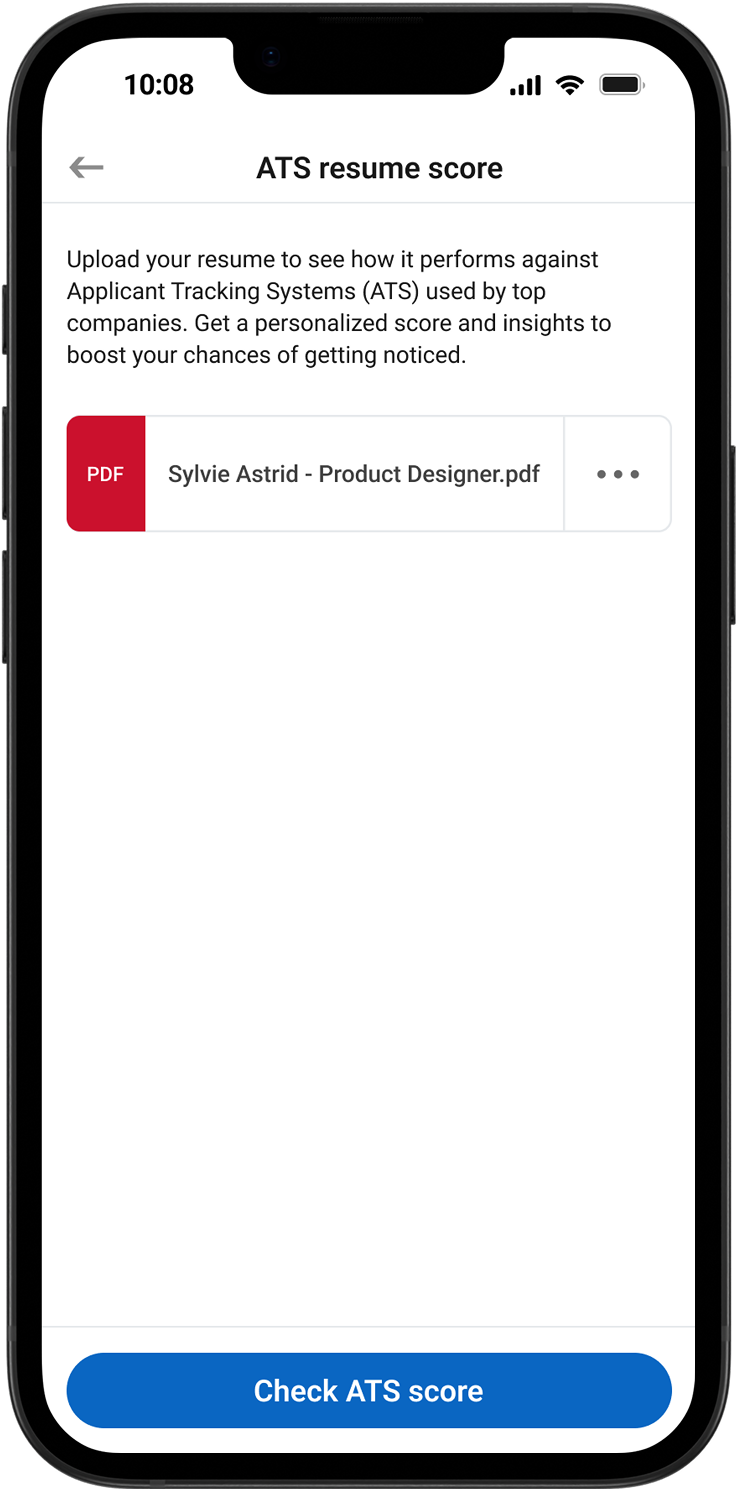 10:08
ATS resume score
Upload your resume to see how it performs against
Applicant Tracking Systems (ATS) used by top
companies. Get a personalized score and insights to
boost your chances of getting noticed.
PDF
Sylvie Astrid - Product Designer.pdf
Check ATS score